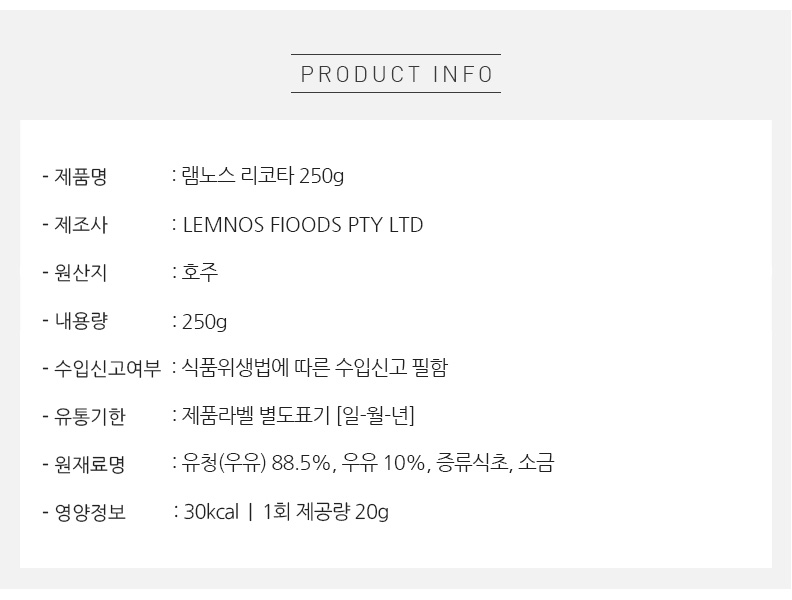 PRODUCT INFO
- 제품명 : 램노스 리코타 250g
- 제조사 : LEMNOS FIOODS PTY LTD
- 원산지 : 호주
- 내용량 : 250g
- 수입신고여부 : 식품위생법에 따른 수입신고 필함
- 유통기한 : 제품라벨 별도표기 [일-월-년]
- 원재료명 : 유청(우유) 88.5%, 우유 10%, 증류식초, 소금
- 영양정보 : 30kcal | 1회 제공량 20g